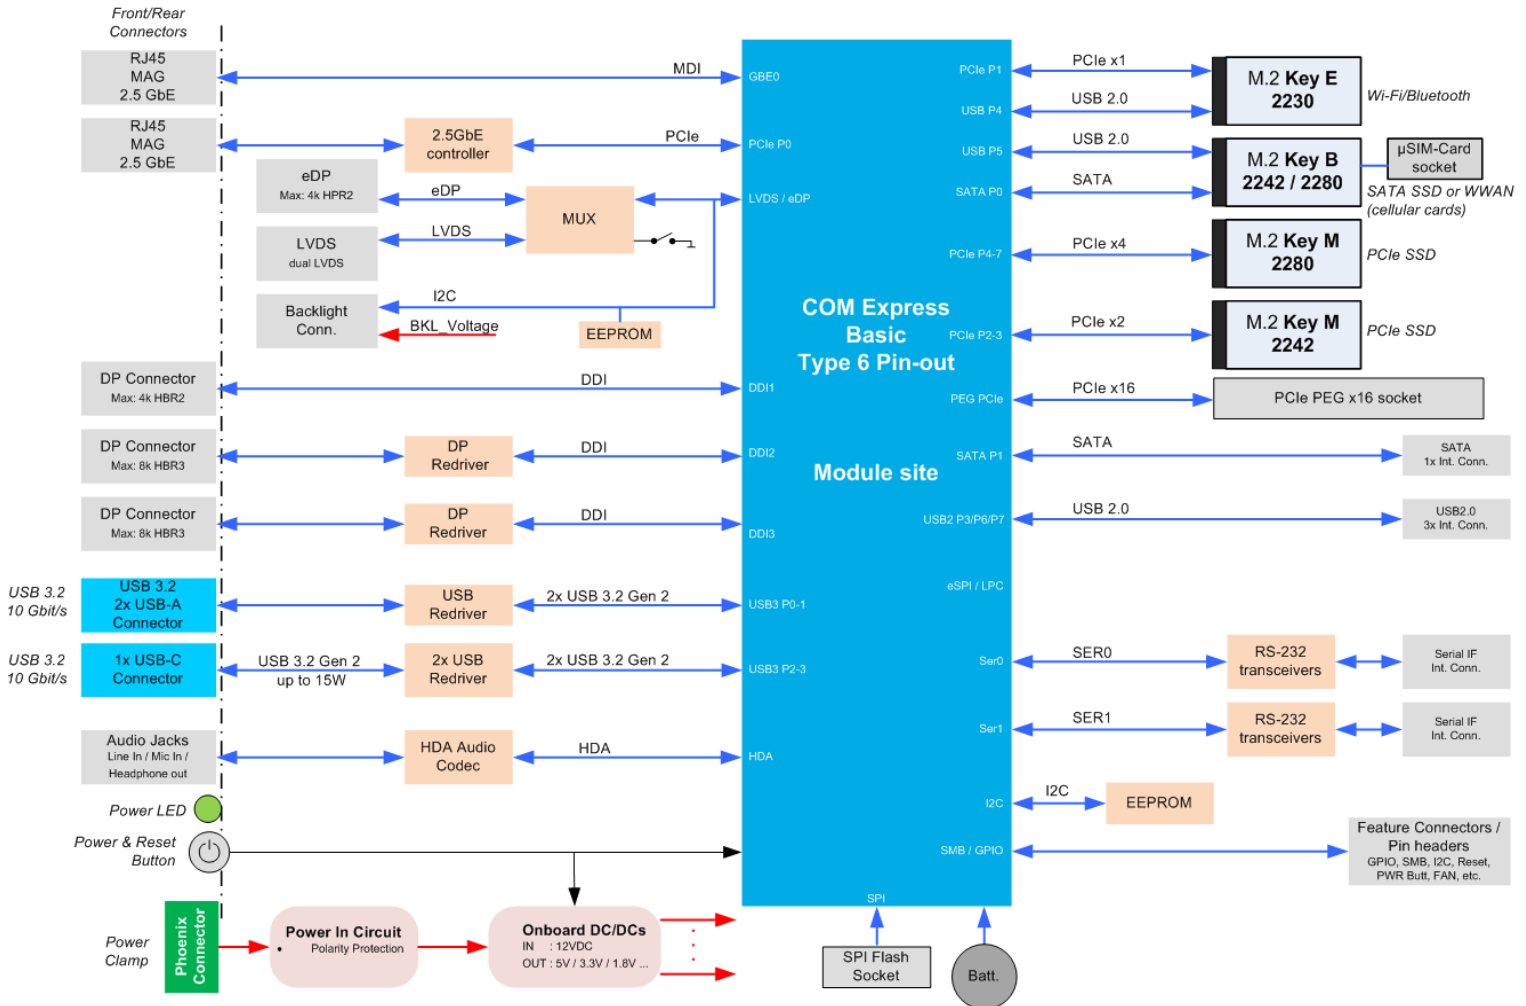 Front/Rear
Connectors
RJ45
MAG
2.5 GbE
MDI
GBE0
RJ45
MAG
2.5 GbE
2.5GbE
controller
PCIe
PCIe P0
eDP
Max: 4k HPR2
eDP
MUX
LVDS / eDP
LVDS
dual LVDS
LVDS
Backlight
Conn.
I2C
BKL_Voltage
EEPROM
DP Connector
Max: 4k HBR2
DDI
DDI1
DP Connector
Max: 8k HBR3
DP
Redriver
DDI
DDI2
DP Connector
Max: 8k HBR3
DP
Redriver
DDI
DDI3
USB 3.2
10 Gbit/s
USB 3.2
2x USB-A
Connector
USB
Redriver
2x USB 3.2 Gen 2
USB3 P0-1
USB 3.2
10 Gbit/s
1x USB-C
Connector
USB 3.2 Gen 2
up to 15W
2x USB
Redriver
2x USB 3.2 Gen 2
USB3 P2-3
Audio Jacks
Line In / Mic In /
Headphone out
HDA Audio
Codec
HDA
HDA
Power LED
Power & Reset
Button
Power
Clamp
Phoenix
Connector
Power In Circuit
• Polarity Protection
Onboard DC/DCs
IN : 12VDC
OUT : 5V / 3.3V / 1.8V ...
COM Express
Basic
Type 6 Pin-out
Module site
PCIe P1
PCIe x1
USB P4
USB 2.0
M.2 Key E
2230
Wi-Fi/Bluetooth
USB P5
USB 2.0
SATA P0
SATA
M.2 Key B
2242 / 2280
µSIM-Card
socket
SATA SSD or WWAN
(cellular cards)
PCIe P4-7
PCIe x4
M.2 Key M
2280
PCIe SSD
PCIe P2-3
PCIe x2
M.2 Key M
2242
PCIe SSD
PEG PCIe
PCIe x16
PCIe PEG x16 socket
SATA P1
SATA
SATA
1x Int. Conn.
USB2 P3/P6/P7
USB 2.0
USB2.0
3x Int. Conn.
eSPI / LPC
Ser0
SER0
RS-232
transceivers
Serial IF
Int. Conn.
Ser1
SER1
RS-232
transceivers
Serial IF
Int. Conn.
I2C
I2C
EEPROM
SMB / GPIO
Feature Connectors /
Pin headers
GPIO, SMB, I2C, Reset,
PWR Butt, FAN, etc.
SPI
SPI Flash
Socket
Batt.